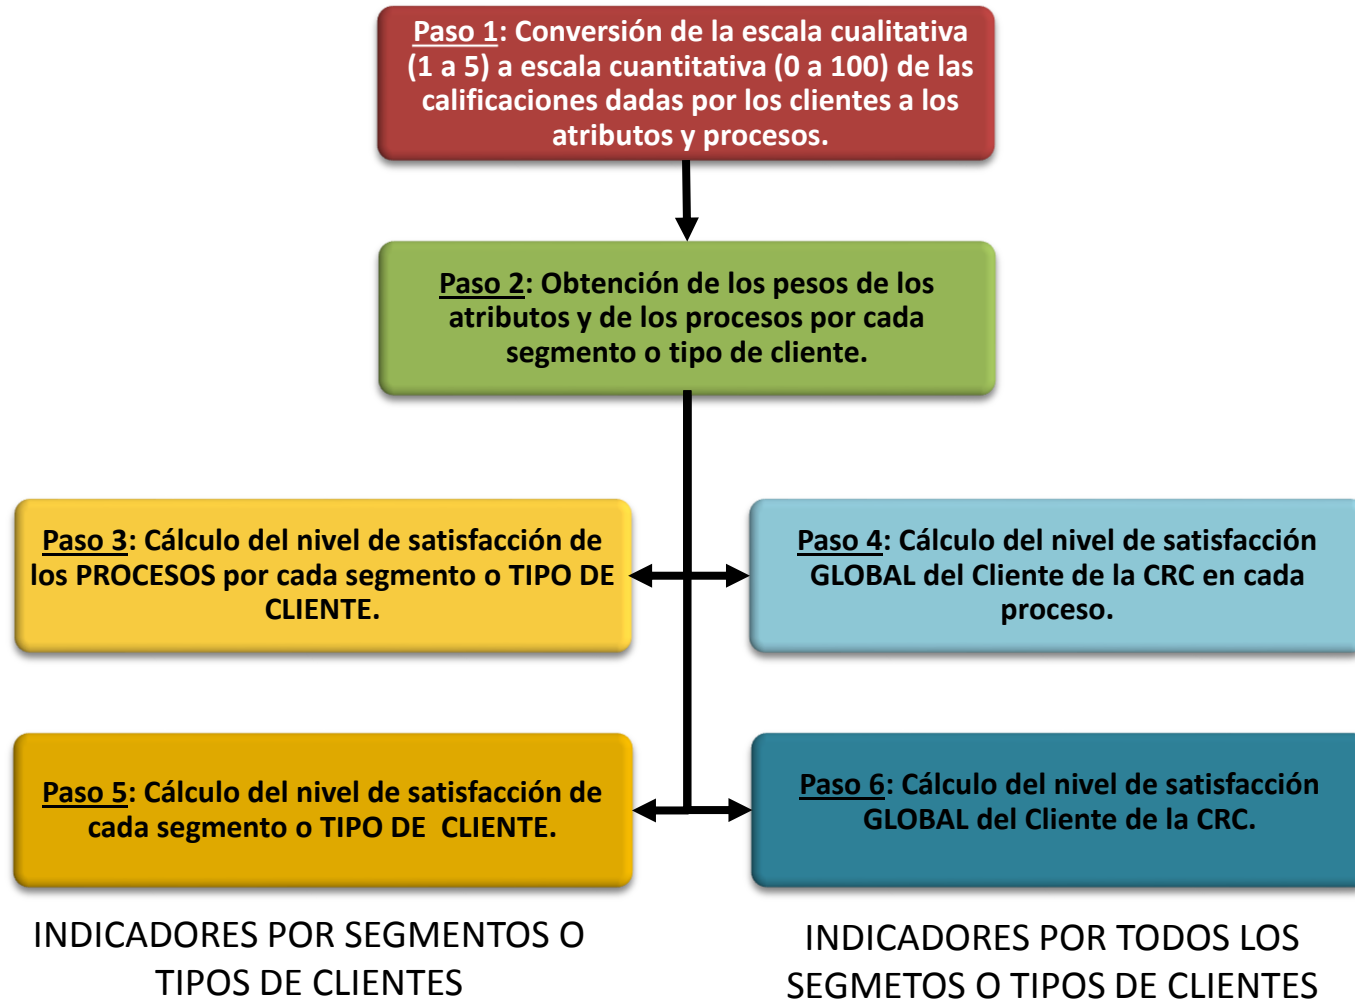 Paso 1: Conversión de la escala cualitativa
(1 a 5) a escala cuantitativa (0 a 100) de las
calificaciones dadas por los clientes a los
atributos y procesos.
Paso 2: Obtención de los pesos de los
atributos y de los procesos por cada
segmento o tipo de cliente.
Paso 3: Cálculo del nivel de satisfacción de
los PROCESOS por cada segmento o TIPO DE
CLIENTE.
Paso 4: Cálculo del nivel de satisfacción
GLOBAL del Cliente de la CRC en cada
proceso.
Paso 5: Cálculo del nivel de satisfacción de
cada segmento o TIPO DE CLIENTE.
Paso 6: Cálculo del nivel de satisfacción
GLOBAL del Cliente de la CRC.
INDICADORES POR SEGMENTOS O
TIPOS DE CLIENTES
INDICADORES POR TODOS LOS
SEGMETOS O TIPOS DE CLIENTES